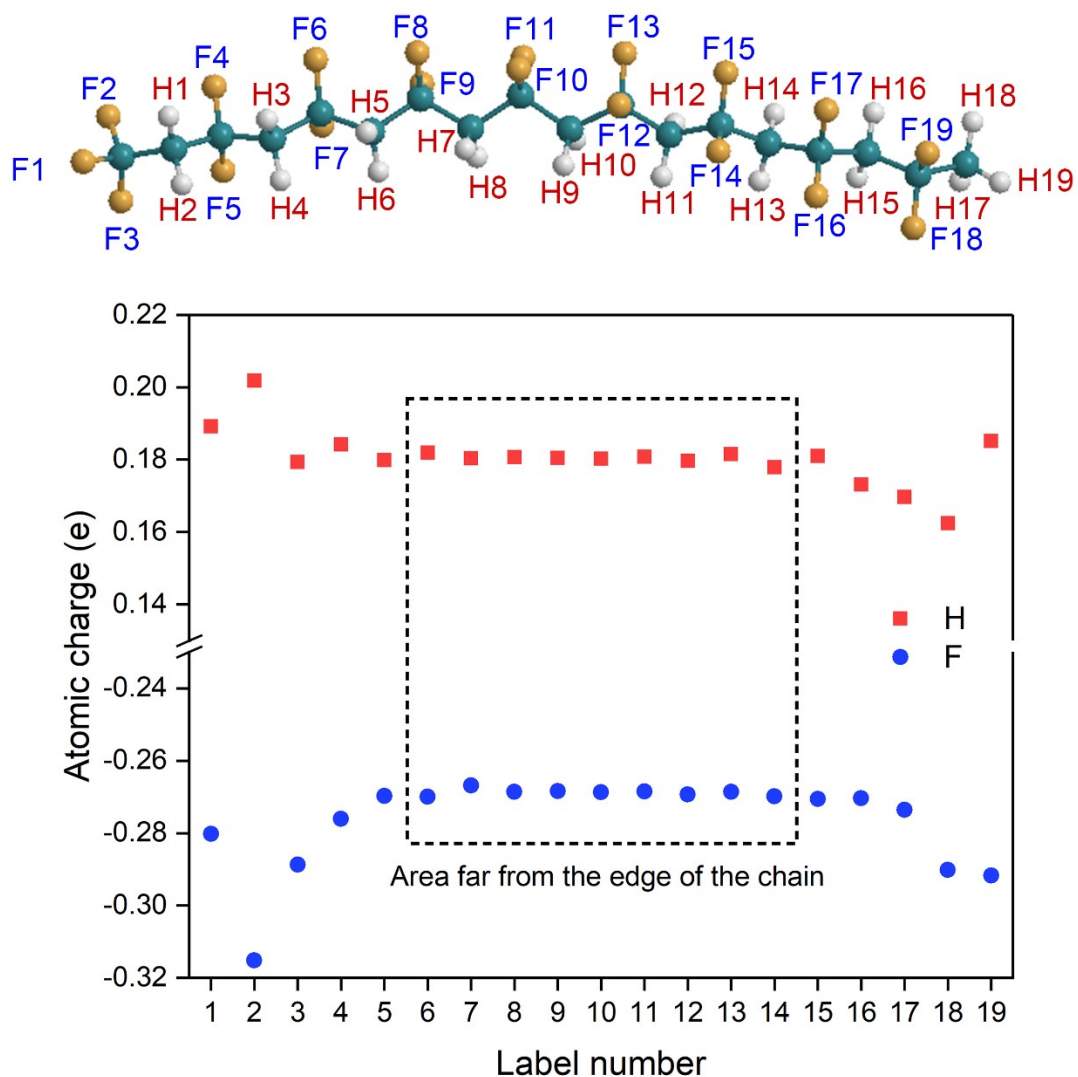 F6 F8 F11 F13
F4 F15
F2 H1 H3 H5 F9 F10 H12 H14 F17 H16 H18
F1 F7 H7 F12 F19
H2 F5 H4 H6 H8 H9 H10 H11 F14 H13 H15 H17 H19
F3 F16 F18
0.22
0.20
0.18
0.16
0.14
-0.24
-0.26
-0.28
-0.30
-0.32
Atomic charge (e)
H
F
Area far from the edge of the chain
1 2 3 4 5 6 7 8 9 10 11 12 13 14 15 16 17 18 19
Label number